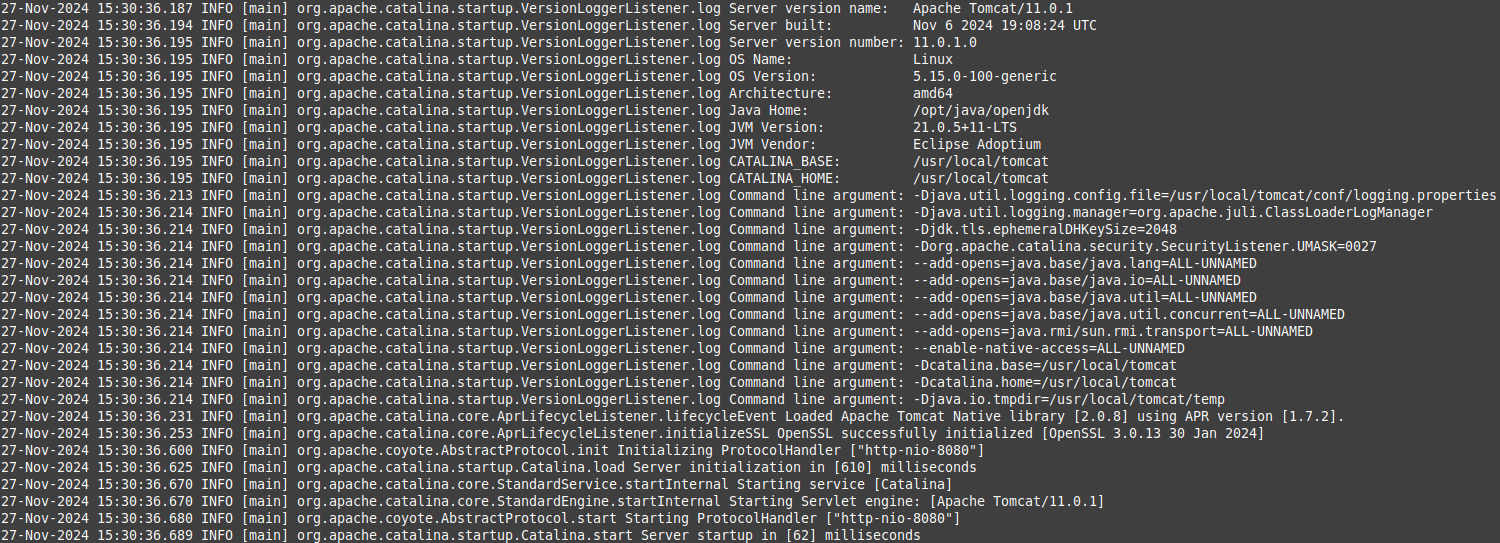 27-Nov-2024 15:30:36.187 INFO [main] org.apache.catalina.startup.VersionLoggerListener.log Server version name:   Apache Tomcat/11.0.1
27-Nov-2024 15:30:36.194 INFO [main] org.apache.catalina.startup.VersionLoggerListener.log Server built:          Nov 6 2024 19:08:24 UTC
27-Nov-2024 15:30:36.195 INFO [main] org.apache.catalina.startup.VersionLoggerListener.log Server version number: 11.0.1.0
27-Nov-2024 15:30:36.195 INFO [main] org.apache.catalina.startup.VersionLoggerListener.log OS Name:               Linux
27-Nov-2024 15:30:36.195 INFO [main] org.apache.catalina.startup.VersionLoggerListener.log OS Version:            5.15.0-100-generic
27-Nov-2024 15:30:36.195 INFO [main] org.apache.catalina.startup.VersionLoggerListener.log Architecture:          amd64
27-Nov-2024 15:30:36.195 INFO [main] org.apache.catalina.startup.VersionLoggerListener.log Java Home:             /opt/java/openjdk
27-Nov-2024 15:30:36.195 INFO [main] org.apache.catalina.startup.VersionLoggerListener.log JVM Version:           21.0.5+11-LTS
27-Nov-2024 15:30:36.195 INFO [main] org.apache.catalina.startup.VersionLoggerListener.log JVM Vendor:            Eclipse Adoptium
27-Nov-2024 15:30:36.195 INFO [main] org.apache.catalina.startup.VersionLoggerListener.log CATALINA_BASE:         /usr/local/tomcat
27-Nov-2024 15:30:36.195 INFO [main] org.apache.catalina.startup.VersionLoggerListener.log CATALINA_HOME:         /usr/local/tomcat
27-Nov-2024 15:30:36.213 INFO [main] org.apache.catalina.startup.VersionLoggerListener.log Command line argument: -Djava.util.logging.config.file=/usr/local/tomcat/conf/logging.properties
27-Nov-2024 15:30:36.214 INFO [main] org.apache.catalina.startup.VersionLoggerListener.log Command line argument: -Djava.util.logging.manager=org.apache.juli.ClassLoaderLogManager
27-Nov-2024 15:30:36.214 INFO [main] org.apache.catalina.startup.VersionLoggerListener.log Command line argument: -Djdk.tls.ephemeralDHKeySize=2048
27-Nov-2024 15:30:36.214 INFO [main] org.apache.catalina.startup.VersionLoggerListener.log Command line argument: -Dorg.apache.catalina.security.SecurityListener.UMASK=0027
27-Nov-2024 15:30:36.214 INFO [main] org.apache.catalina.startup.VersionLoggerListener.log Command line argument: --add-opens=java.base/java.lang=ALL-UNNAMED
27-Nov-2024 15:30:36.214 INFO [main] org.apache.catalina.startup.VersionLoggerListener.log Command line argument: --add-opens=java.base/java.io=ALL-UNNAMED
27-Nov-2024 15:30:36.214 INFO [main] org.apache.catalina.startup.VersionLoggerListener.log Command line argument: --add-opens=java.base/java.util=ALL-UNNAMED
27-Nov-2024 15:30:36.214 INFO [main] org.apache.catalina.startup.VersionLoggerListener.log Command line argument: --add-opens=java.base/java.util.concurrent=ALL-UNNAMED
27-Nov-2024 15:30:36.214 INFO [main] org.apache.catalina.startup.VersionLoggerListener.log Command line argument: --add-opens=java.rmi/sun.rmi.transport=ALL-UNNAMED
27-Nov-2024 15:30:36.214 INFO [main] org.apache.catalina.startup.VersionLoggerListener.log Command line argument: --enable-native-access=ALL-UNNAMED
27-Nov-2024 15:30:36.214 INFO [main] org.apache.catalina.startup.VersionLoggerListener.log Command line argument: -Dcatalina.base=/usr/local/tomcat
27-Nov-2024 15:30:36.214 INFO [main] org.apache.catalina.startup.VersionLoggerListener.log Command line argument: -Dcatalina.home=/usr/local/tomcat
27-Nov-2024 15:30:36.214 INFO [main] org.apache.catalina.startup.VersionLoggerListener.log Command line argument: -Djava.io.tmpdir=/usr/local/tomcat/temp
27-Nov-2024 15:30:36.231 INFO [main] org.apache.catalina.core.AprLifecycleListener.lifecycleEvent Loaded Apache Tomcat Native library [2.0.8] using APR version [1.7.2].
27-Nov-2024 15:30:36.253 INFO [main] org.apache.catalina.core.AprLifecycleListener.initializeSSL OpenSSL successfully initialized [OpenSSL 3.0.13 30 Jan 2024]
27-Nov-2024 15:30:36.600 INFO [main] org.apache.coyote.AbstractProtocol.init Initializing ProtocolHandler ["http-nio-8080"]
27-Nov-2024 15:30:36.625 INFO [main] org.apache.catalina.startup.Catalina.load Server initialization in [610] milliseconds
27-Nov-2024 15:30:36.670 INFO [main] org.apache.catalina.core.StandardService.startInternal Starting service [Catalina]
27-Nov-2024 15:30:36.670 INFO [main] org.apache.catalina.core.StandardEngine.startInternal Starting Servlet engine: [Apache Tomcat/11.0.1]
27-Nov-2024 15:30:36.680 INFO [main] org.apache.coyote.AbstractProtocol.start Starting ProtocolHandler ["http-nio-8080"]
27-Nov-2024 15:30:36.689 INFO [main] org.apache.catalina.startup.Catalina.start Server startup in [62] milliseconds